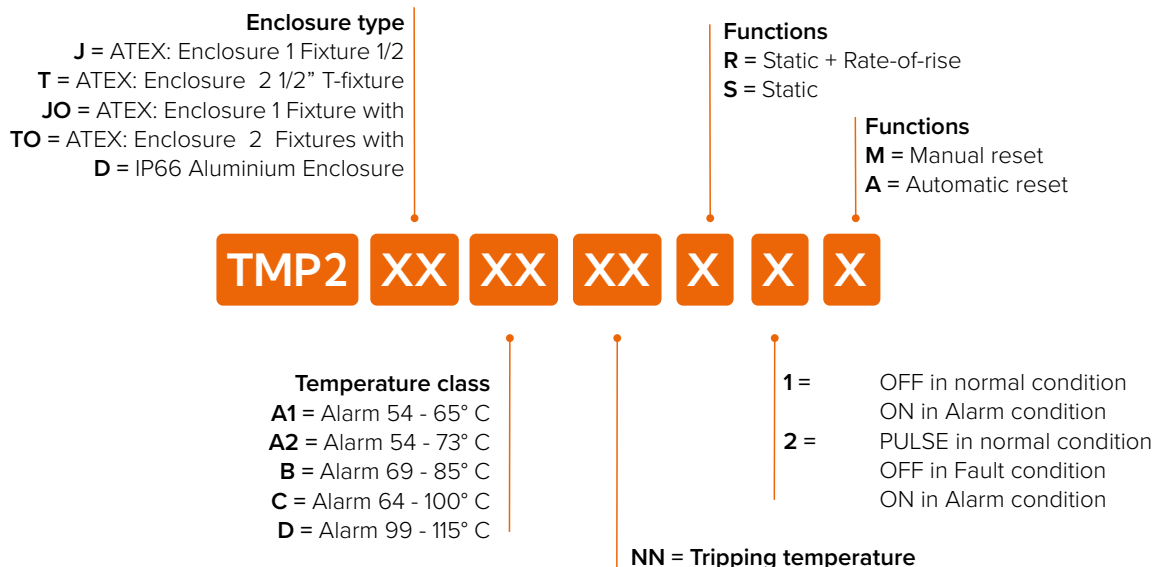 Enclosure type
J = ATEX: Enclosure 1 Fixture 1/2
T = ATEX: Enclosure 2 1/2” T-fixture
JO = ATEX: Enclosure 1 Fixture with
TO = ATEX: Enclosure 2 Fixtures with
D = IP66 Aluminium Enclosure
Functions
R = Static + Rate-of-rise
S = Static
Functions
M = Manual reset
A = Automatic reset
TMP2 XX XX XX X X X
Temperature class
A1 = Alarm 54 - 65° C
A2 = Alarm 54 - 73° C
B = Alarm 69 - 85° C
C = Alarm 64 - 100° C
D = Alarm 99 - 115° C
1 = OFF in normal condition
ON in Alarm condition
2 = PULSE in normal condition
OFF in Fault condition
ON in Alarm condition
NN = Tripping temperature